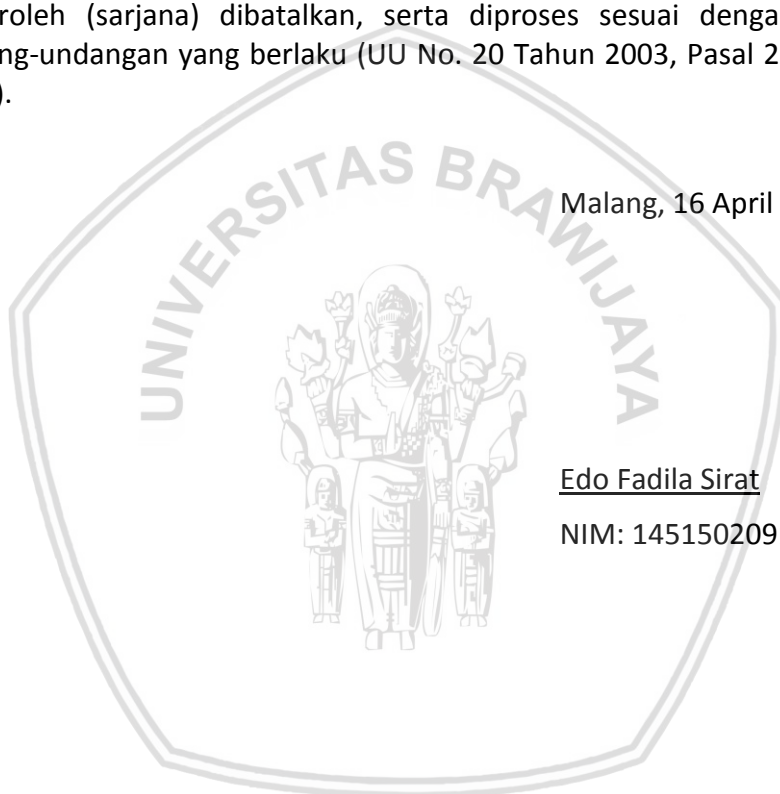 roleh (sarjana) dibatalkan, serta diproses sesuai denga
ng-undangan yang berlaku (UU No. 20 Tahun 2003, Pasal 2
).
UNIVERSITAS BRAWIJAYA
Malang, 16 April
Edo Fadila Sirat
NIM: 145150209